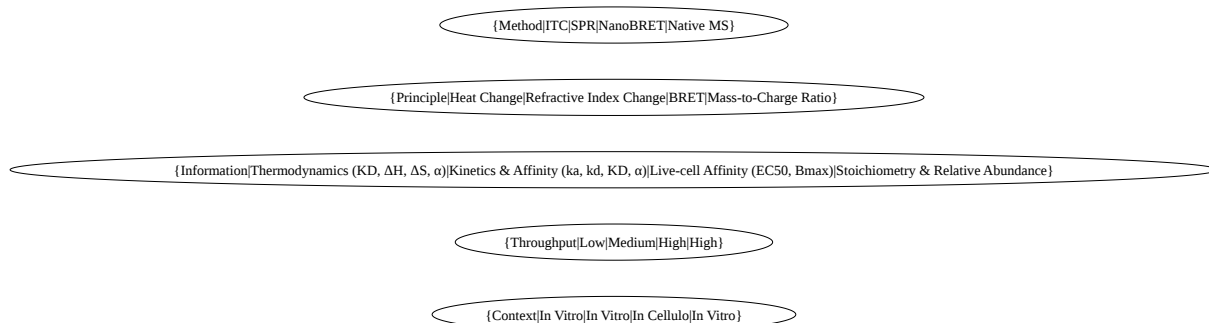 {Method|ITC|SPR|NanoBRET|Native MS}
{Principle|Heat Change|Refractive Index Change|BRET|Mass-to-Charge Ratio}
{Information|Thermodynamics (KD, ΔH, ΔS, α)|Kinetics & Affinity (ka, kd, KD, α)|Live-cell Affinity (EC50, Bmax)|Stoichiometry & Relative Abundance}
{Throughput|Low|Medium|High|High}
{Context|In Vitro|In Vitro|In Cellulo|In Vitro}